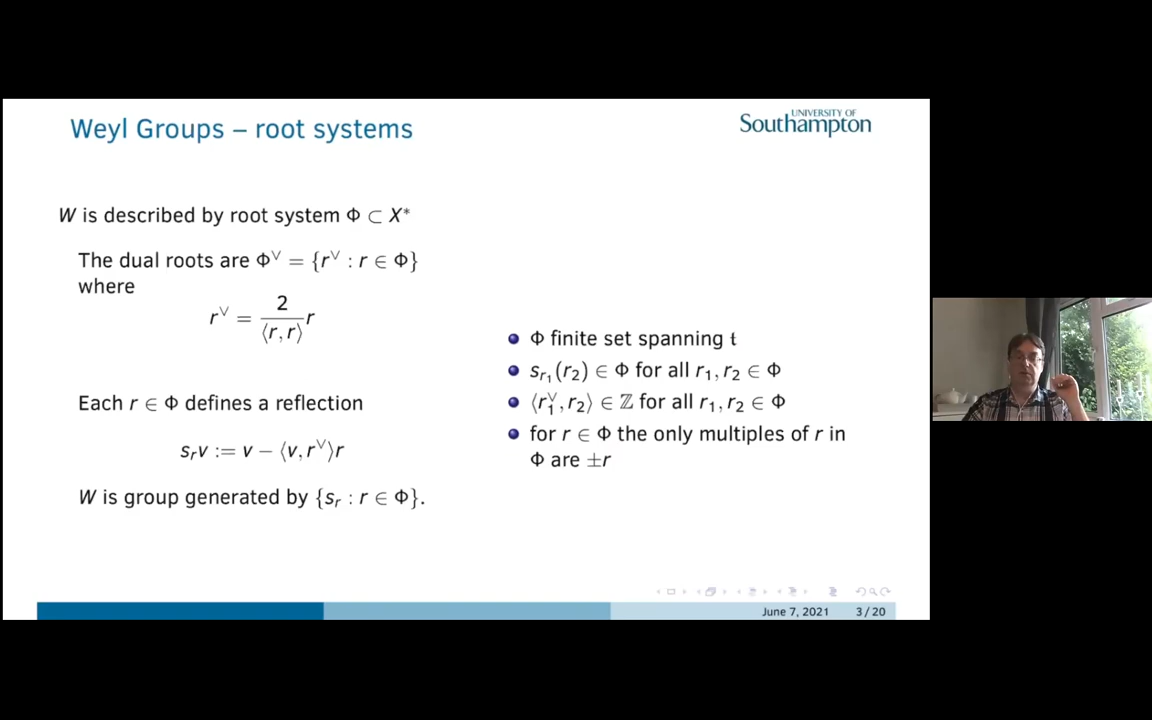 Weyl Groups – root systems
UNIVERSITY OF
Southampton
W is described by root system Φ ⊂ X*
The dual roots are Φ^∨ = {r^∨ : r ∈ Φ}
where
r^∨ = 2/⟨r, r⟩ r
Each r ∈ Φ defines a reflection
s_r v := v − ⟨v, r^∨⟩r
W is group generated by {s_r : r ∈ Φ}.
Φ finite set spanning 𝔱
s_{r_1}(r_2) ∈ Φ for all r_1, r_2 ∈ Φ
⟨r_1^∨, r_2⟩ ∈ ℤ for all r_1, r_2 ∈ Φ
for r ∈ Φ the only multiples of r in
Φ are ±r
June 7, 2021 3 / 20